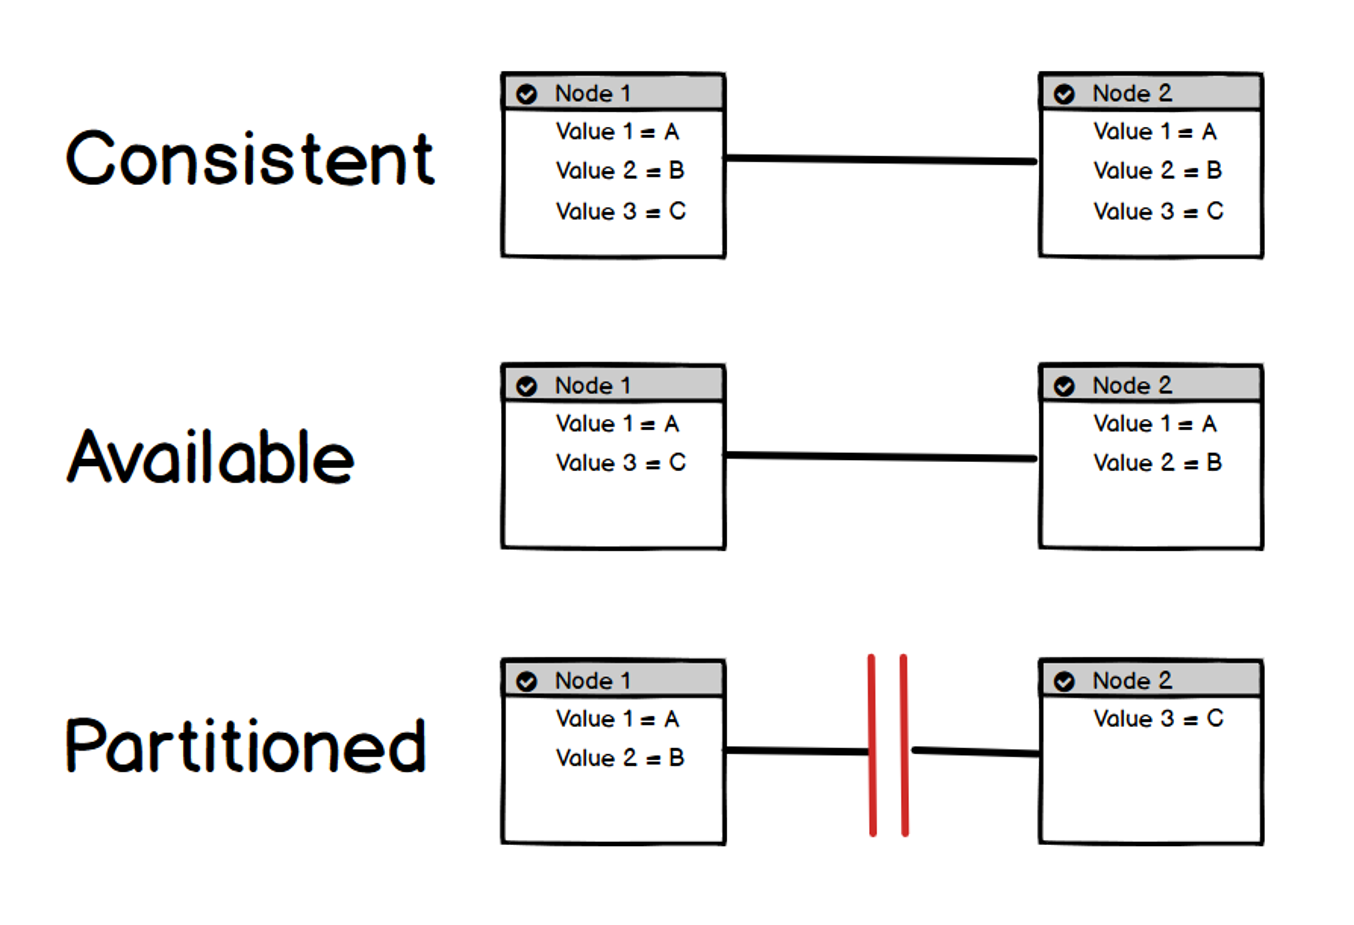 Consistent
Node 1
Value 1 = A
Value 2 = B
Value 3 = C
Node 2
Value 1 = A
Value 2 = B
Value 3 = C
Available
Node 1
Value 1 = A
Value 3 = C
Node 2
Value 1 = A
Value 2 = B
Partitioned
Node 1
Value 1 = A
Value 2 = B
Node 2
Value 3 = C